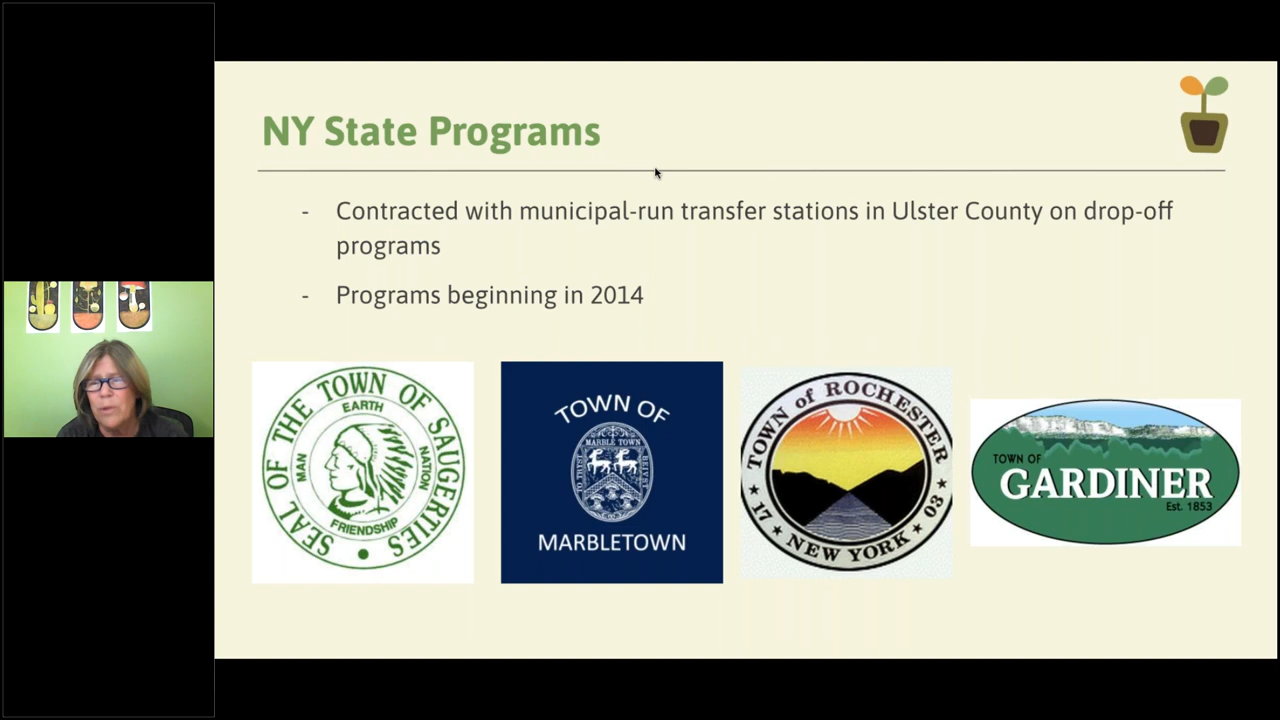 NY State Programs
- Contracted with municipal-run transfer stations in Ulster County on drop-off
programs
- Programs beginning in 2014
SEAL OF THE TOWN OF SAUGERTIES
EARTH
MAN
NATION
FRIENDSHIP
TOWN OF
MARBLE TOWN
MARBLETOWN
TOWN of ROCHESTER
17 03
NEW YORK
TOWN OF
GARDINER
Est. 1853